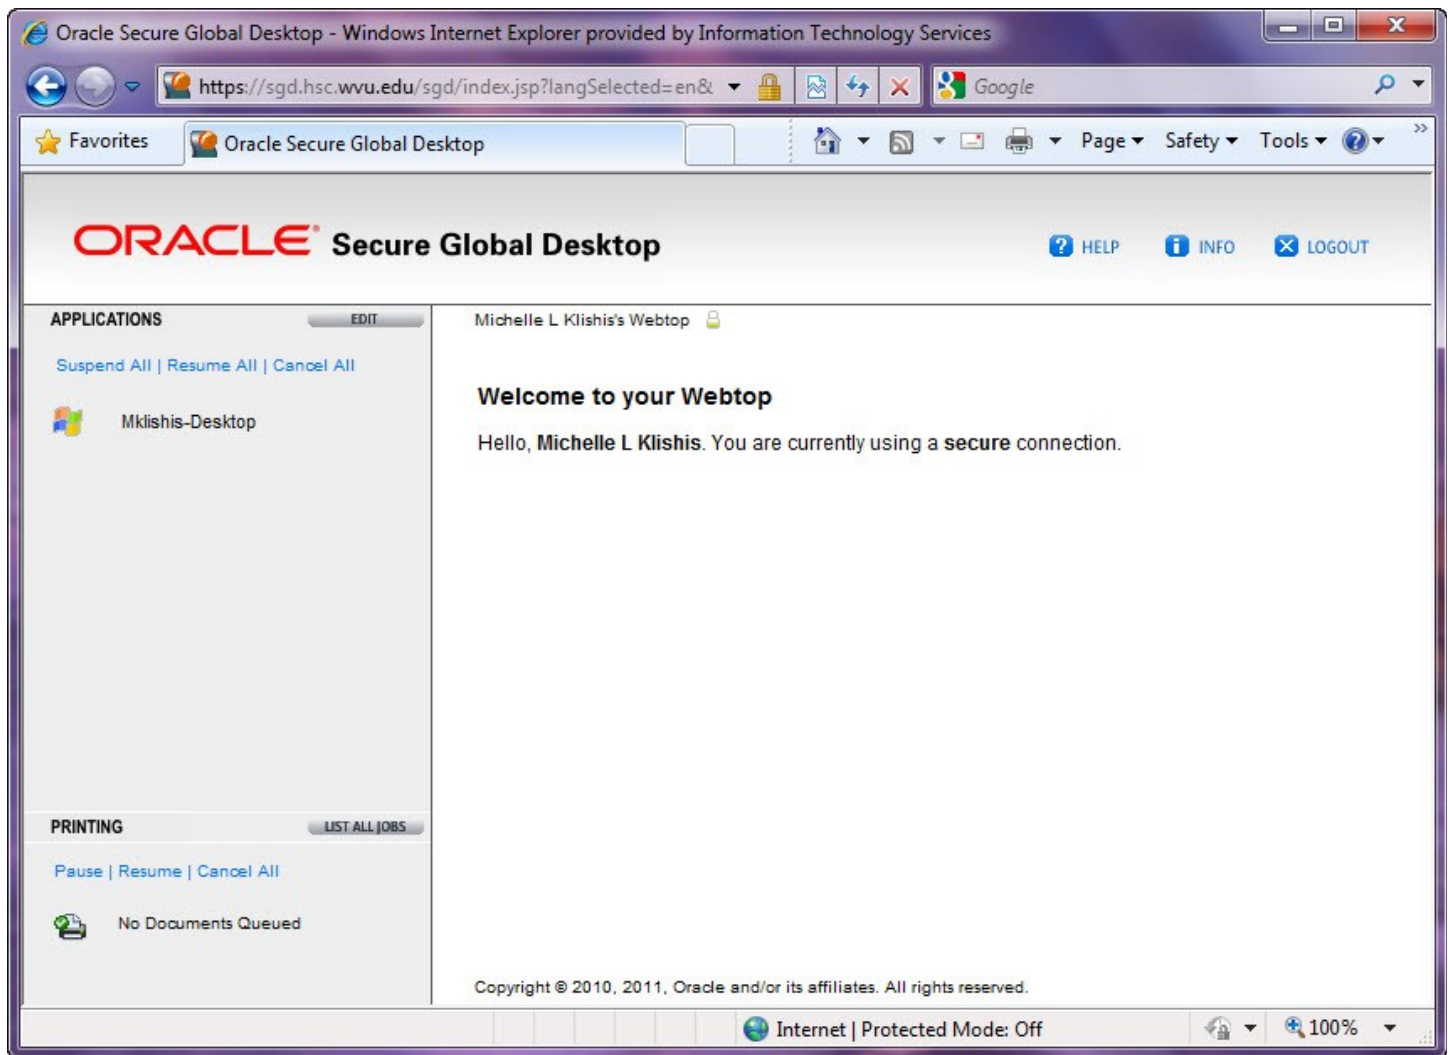 Oracle Secure Global Desktop - Windows Internet Explorer provided by Information Technology Services
https://sgd.hsc.wvu.edu/sgd/index.jsp?langSelected=en& Google
Favorites Oracle Secure Global Desktop Page Safety Tools
ORACLE Secure Global Desktop HELP INFO LOGOUT
APPLICATIONS EDIT Michelle L Klishis's Webtop
Suspend All | Resume All | Cancel All
Welcome to your Webtop
Mklishis-Desktop
Hello, Michelle L Klishis. You are currently using a secure connection.
PRINTING LIST ALL JOBS
Pause | Resume | Cancel All
No Documents Queued
Copyright © 2010, 2011, Oracle and/or its affiliates. All rights reserved.
Internet | Protected Mode: Off 100%